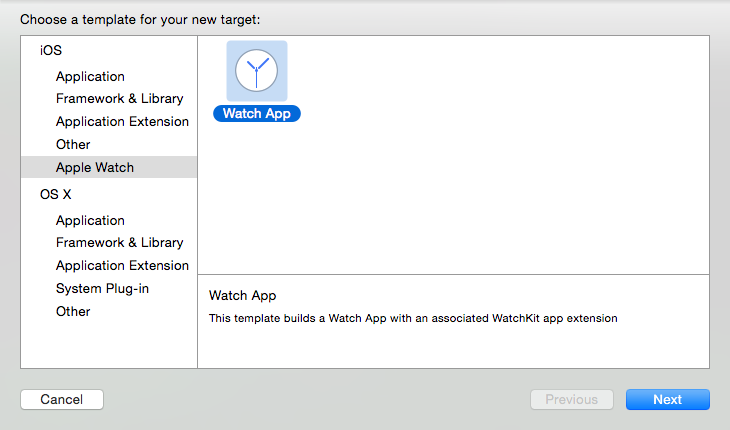 Choose a template for your new target:
iOS
Application
Framework & Library
Application Extension
Other
Apple Watch
OS X
Application
Framework & Library
Application Extension
System Plug-in
Other
Watch App
Watch App
This template builds a Watch App with an associated WatchKit app extension
Cancel
Previous
Next